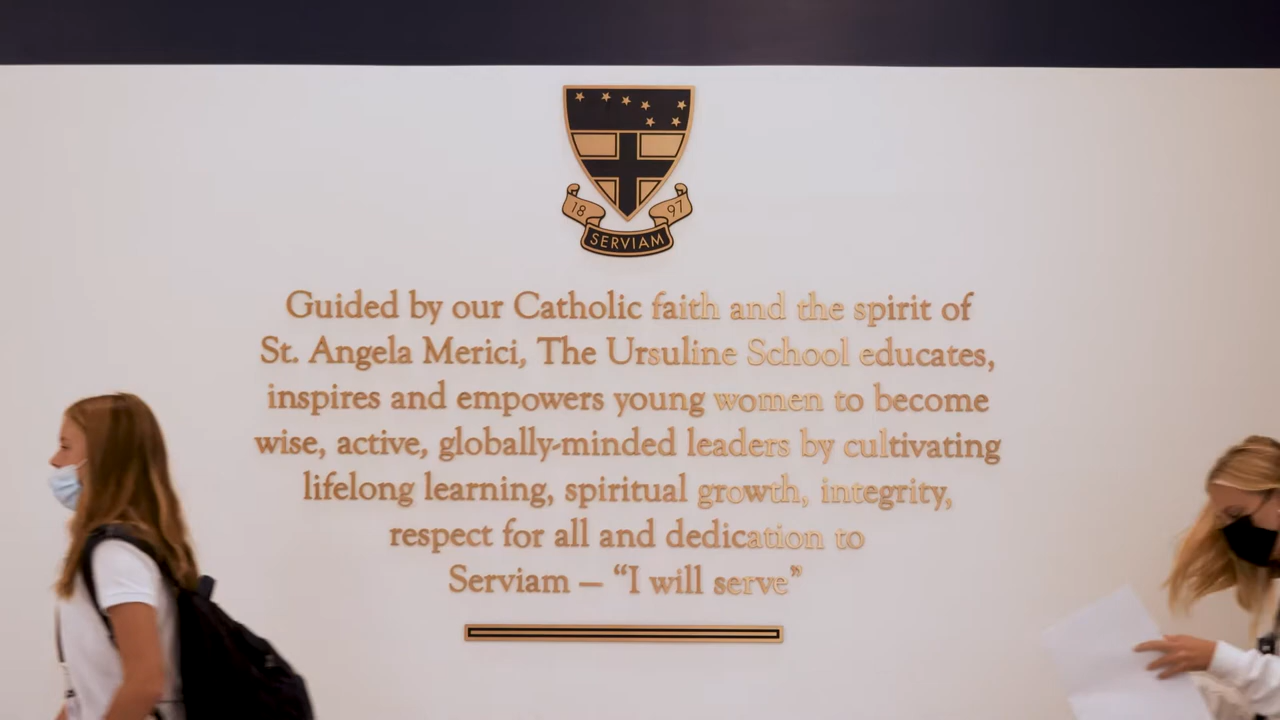 18 97
SERVIAM
Guided by our Catholic faith and the spirit of
St. Angela Merici, The Ursuline School educates,
inspires and empowers young women to become
wise, active, globally-minded leaders by cultivating
lifelong learning, spiritual growth, integrity,
respect for all and dedication to
Serviam — “I will serve”